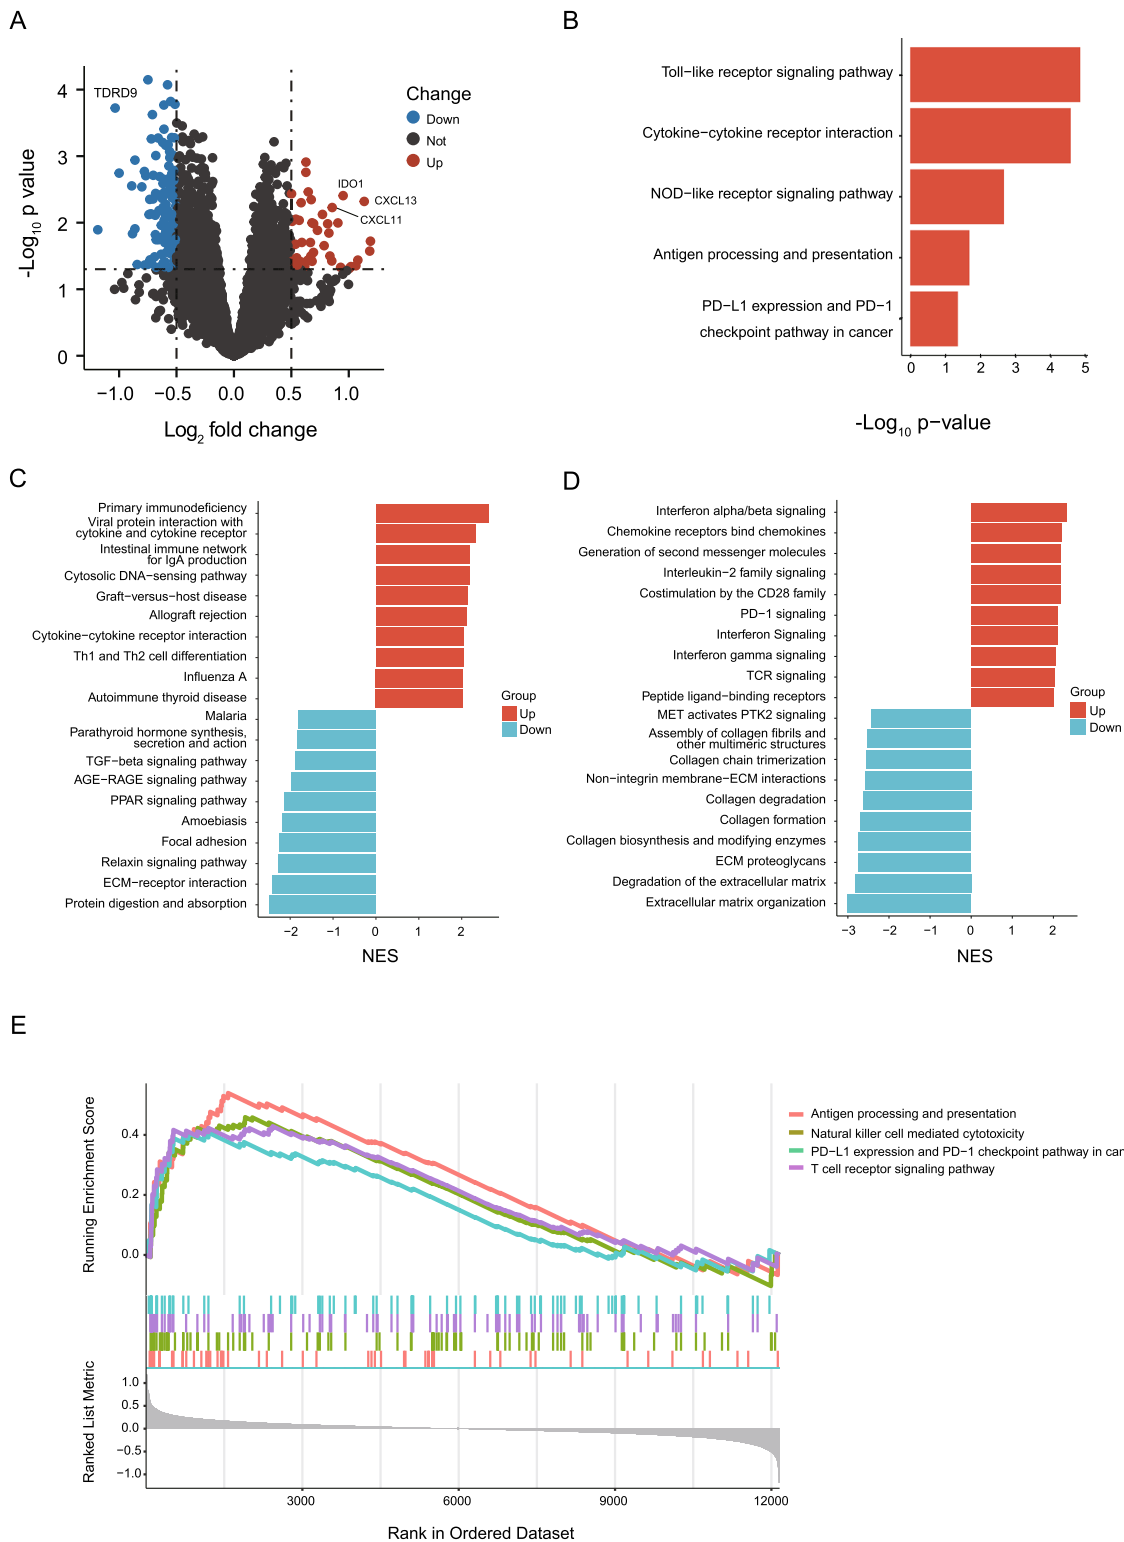 A
TDRD9
IDO1
CXCL13
CXCL11
4
3
2
1
0
-Log10 p value
−1.0
−0.5
0.0
0.5
1.0
Log2 fold change
Change
Down
Not
Up
B
Toll−like receptor signaling pathway
Cytokine−cytokine receptor interaction
NOD−like receptor signaling pathway
Antigen processing and presentation
PD−L1 expression and PD−1
checkpoint pathway in cancer
0
1
2
3
4
5
-Log10 p−value
C
Primary immunodeficiency
Viral protein interaction with
cytokine and cytokine receptor
Intestinal immune network
for IgA production
Cytosolic DNA−sensing pathway
Graft−versus−host disease
Allograft rejection
Cytokine−cytokine receptor interaction
Th1 and Th2 cell differentiation
Influenza A
Autoimmune thyroid disease
Malaria
Parathyroid hormone synthesis,
secretion and action
TGF−beta signaling pathway
AGE−RAGE signaling pathway
PPAR signaling pathway
Amoebiasis
Focal adhesion
Relaxin signaling pathway
ECM−receptor interaction
Protein digestion and absorption
−2
−1
0
1
2
NES
Group
Up
Down
D
Interferon alpha/beta signaling
Chemokine receptors bind chemokines
Generation of second messenger molecules
Interleukin−2 family signaling
Costimulation by the CD28 family
PD−1 signaling
Interferon Signaling
Interferon gamma signaling
TCR signaling
Peptide ligand−binding receptors
MET activates PTK2 signaling
Assembly of collagen fibrils and
other multimeric structures
Collagen chain trimerization
Non−integrin membrane−ECM interactions
Collagen degradation
Collagen formation
Collagen biosynthesis and modifying enzymes
ECM proteoglycans
Degradation of the extracellular matrix
Extracellular matrix organization
−3
−2
−1
0
1
2
NES
Group
Up
Down
E
Running Enrichment Score
0.4
0.2
0.0
Antigen processing and presentation
Natural killer cell mediated cytotoxicity
PD−L1 expression and PD−1 checkpoint pathway in car
T cell receptor signaling pathway
Ranked List Metric
1.0
0.5
0.0
−0.5
−1.0
3000
6000
9000
12000
Rank in Ordered Dataset